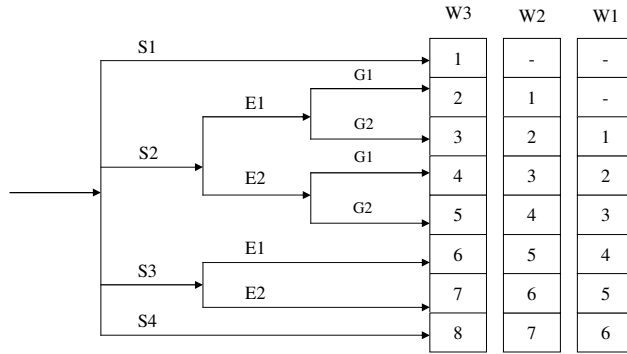 W3 W2 W1
S1 1 - -
G1
E1 2 1 -
G2 3 2 1
S2 G1
E2 4 3 2
G2 5 4 3
E1 6 5 4
S3
E2 7 6 5
S4 8 7 6